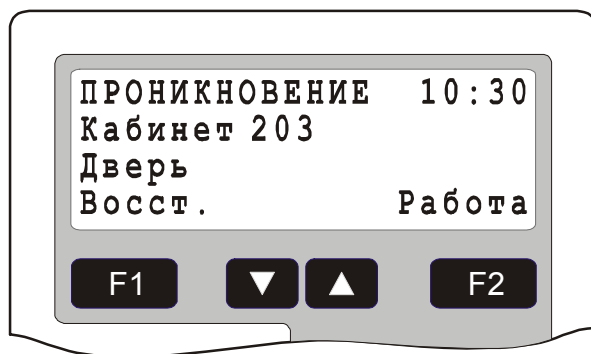 ПРОНИКНОВЕНИЕ 10:30
Кабинет 203
Дверь
Восст. Работа
F1 ▼ ▲ F2